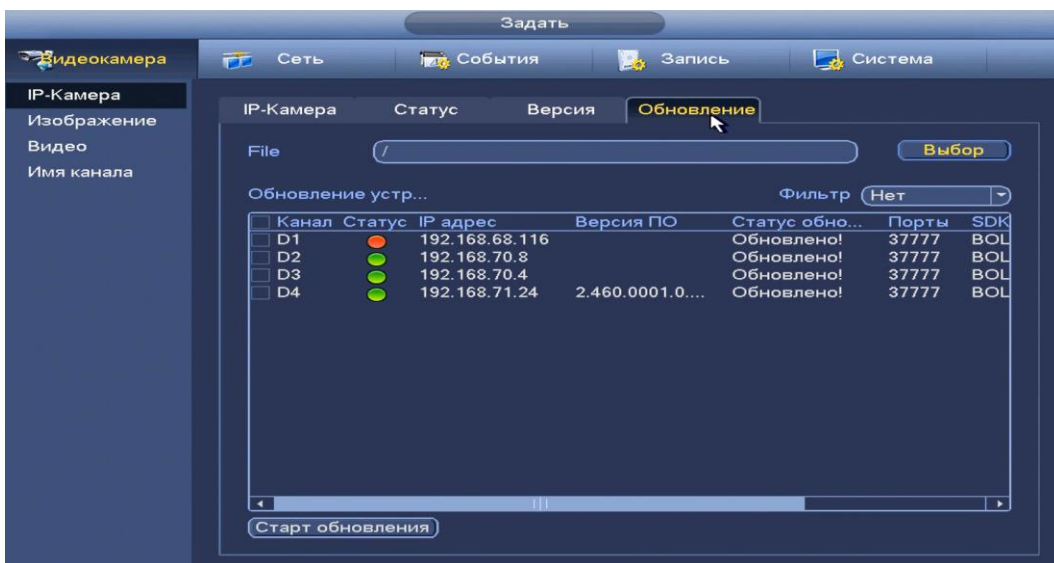 Задать
Видеокамера Сеть События Запись Система
IP-Камера
Изображение
Видео
Имя канала
IP-Камера Статус Версия Обновление
File / Выбор
Обновление устр... Фильтр Нет
Канал Статус IP адрес Версия ПО Статус обно... Порты SDK
D1 192.168.68.116 Обновлено! 37777 BOL
D2 192.168.70.8 Обновлено! 37777 BOL
D3 192.168.70.4 Обновлено! 37777 BOL
D4 192.168.71.24 2.460.0001.0.... Обновлено! 37777 BOL
Старт обновления